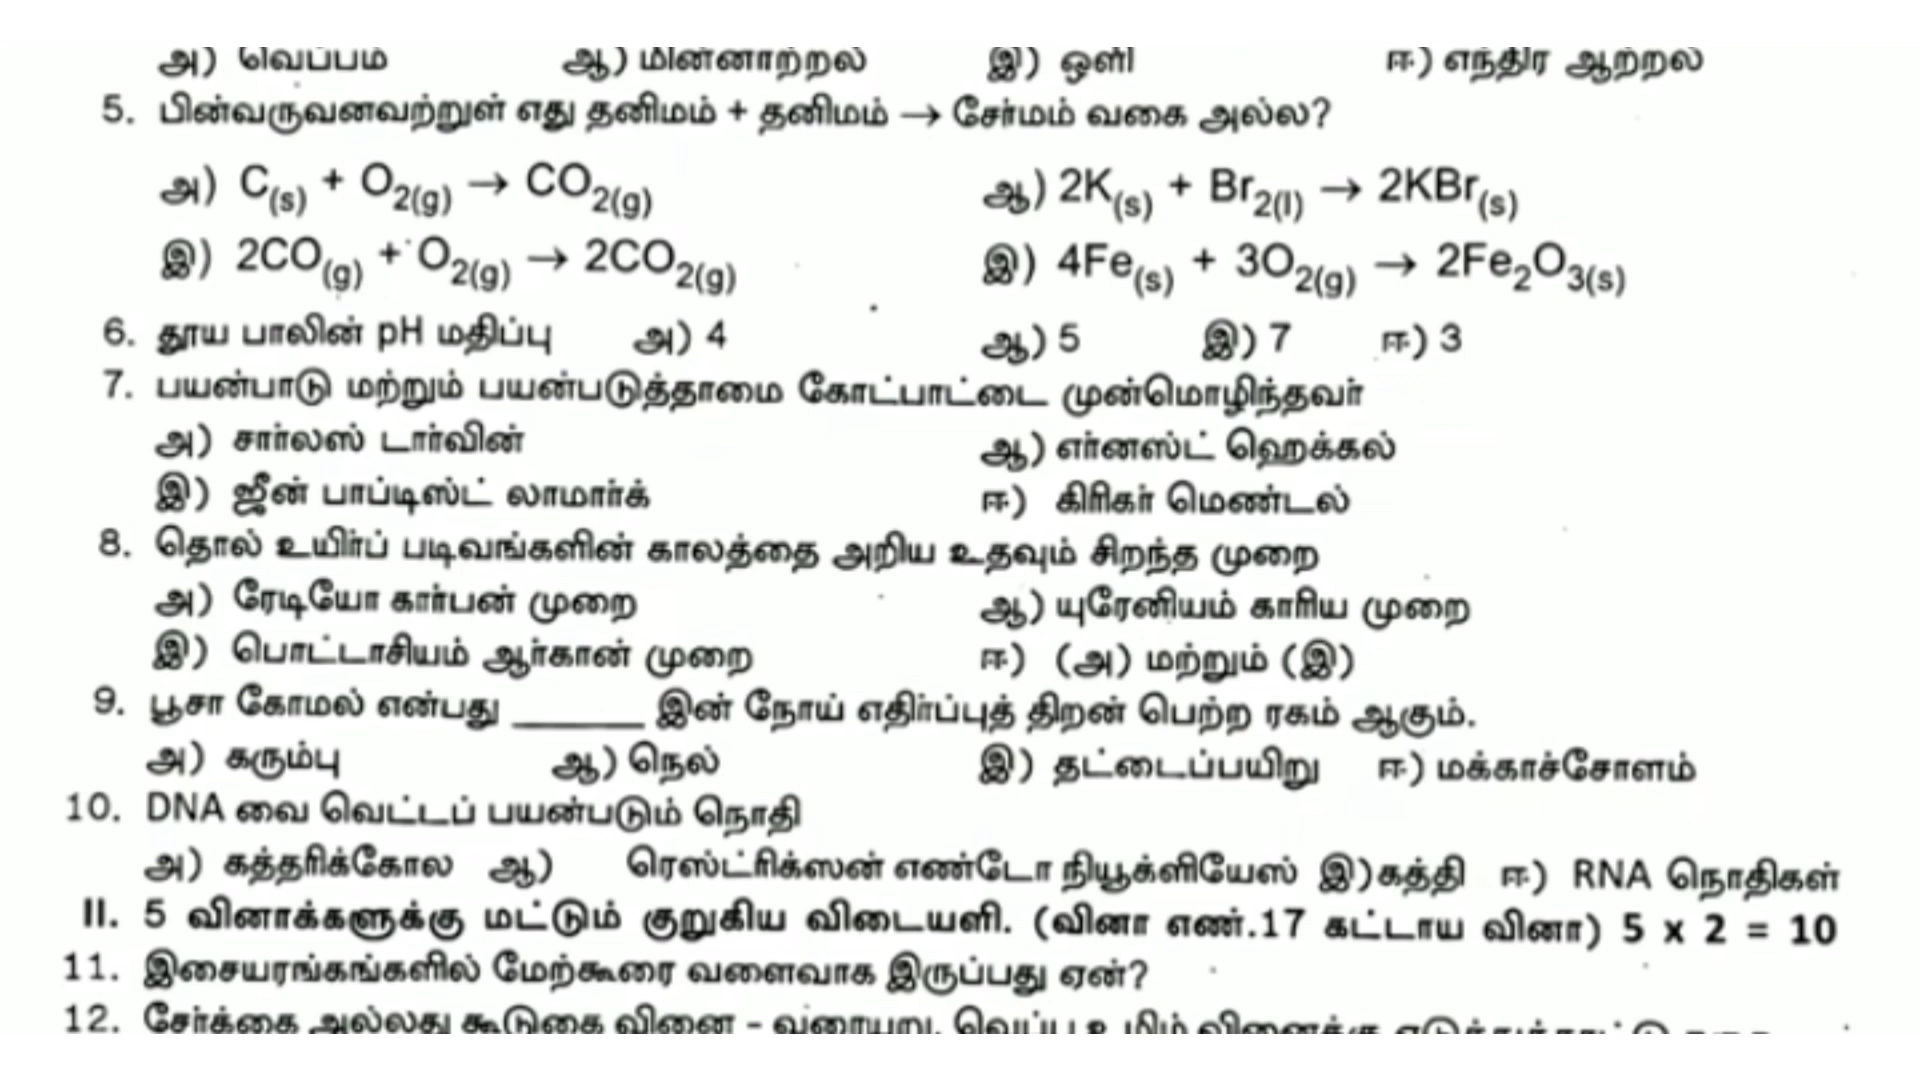 அ) வெப்பம் ஆ) மின்னாற்றல் இ) ஒளி ஈ) எந்திர ஆற்றல்
5. பின்வருவனவற்றுள் எது தனிமம் + தனிமம் → சேர்மம் வகை அல்ல?
அ) C(s) + O2(g) → CO2(g) ஆ) 2K(s) + Br2(l) → 2KBr(s)
இ) 2CO(g) + O2(g) → 2CO2(g) இ) 4Fe(s) + 3O2(g) → 2Fe2O3(s)
6. தூய பாலின் pH மதிப்பு அ) 4 ஆ) 5 இ) 7 ஈ) 3
7. பயன்பாடு மற்றும் பயன்படுத்தாமை கோட்பாட்டை முன்மொழிந்தவர்
அ) சார்லஸ் டார்வின் ஆ) எர்னஸ்ட் ஹெக்கல்
இ) ஜீன் பாப்டிஸ்ட் லாமார்க் ஈ) கிரிகர் மெண்டல்
8. தொல் உயிர்ப் படிவங்களின் காலத்தை அறிய உதவும் சிறந்த முறை
அ) ரேடியோ கார்பன் முறை ஆ) யுரேனியம் காரிய முறை
இ) பொட்டாசியம் ஆர்கான் முறை ஈ) (அ) மற்றும் (இ)
9. பூசா கோமல் என்பது ______ இன் நோய் எதிர்ப்புத் திறன் பெற்ற ரகம் ஆகும்.
அ) கரும்பு ஆ) நெல் இ) தட்டைப்பயிறு ஈ) மக்காச்சோளம்
10. DNA வை வெட்டப் பயன்படும் நொதி
அ) கத்தரிக்கோல ஆ) ரெஸ்ட்ரிக்ஸன் எண்டோ நியூக்ளியேஸ் இ)கத்தி ஈ) RNA நொதிகள்
II. 5 வினாக்களுக்கு மட்டும் குறுகிய விடையளி. (வினா எண்.17 கட்டாய வினா) 5 x 2 = 10
11. இசையரங்கங்களில் மேற்கூரை வளைவாக இருப்பது ஏன்?
12. சேர்க்கை அல்லது கூடுகை வினை - வரையறு. வெப்ப உமிழ் வினைக்கு எடுத்துக்காட்டு